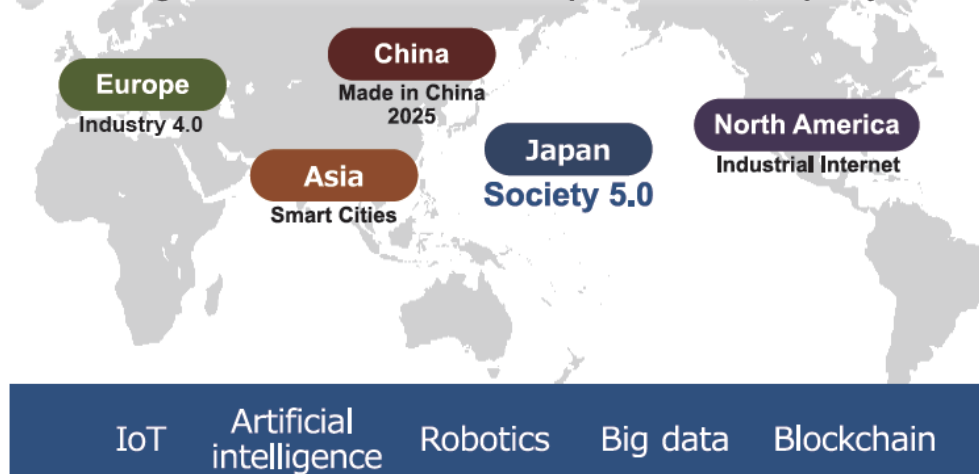 China
Made in China
2025
Europe
Industry 4.0
North America
Industrial Internet
Japan
Society 5.0
Asia
Smart Cities
IoT
Artificial
intelligence
Robotics
Big data
Blockchain